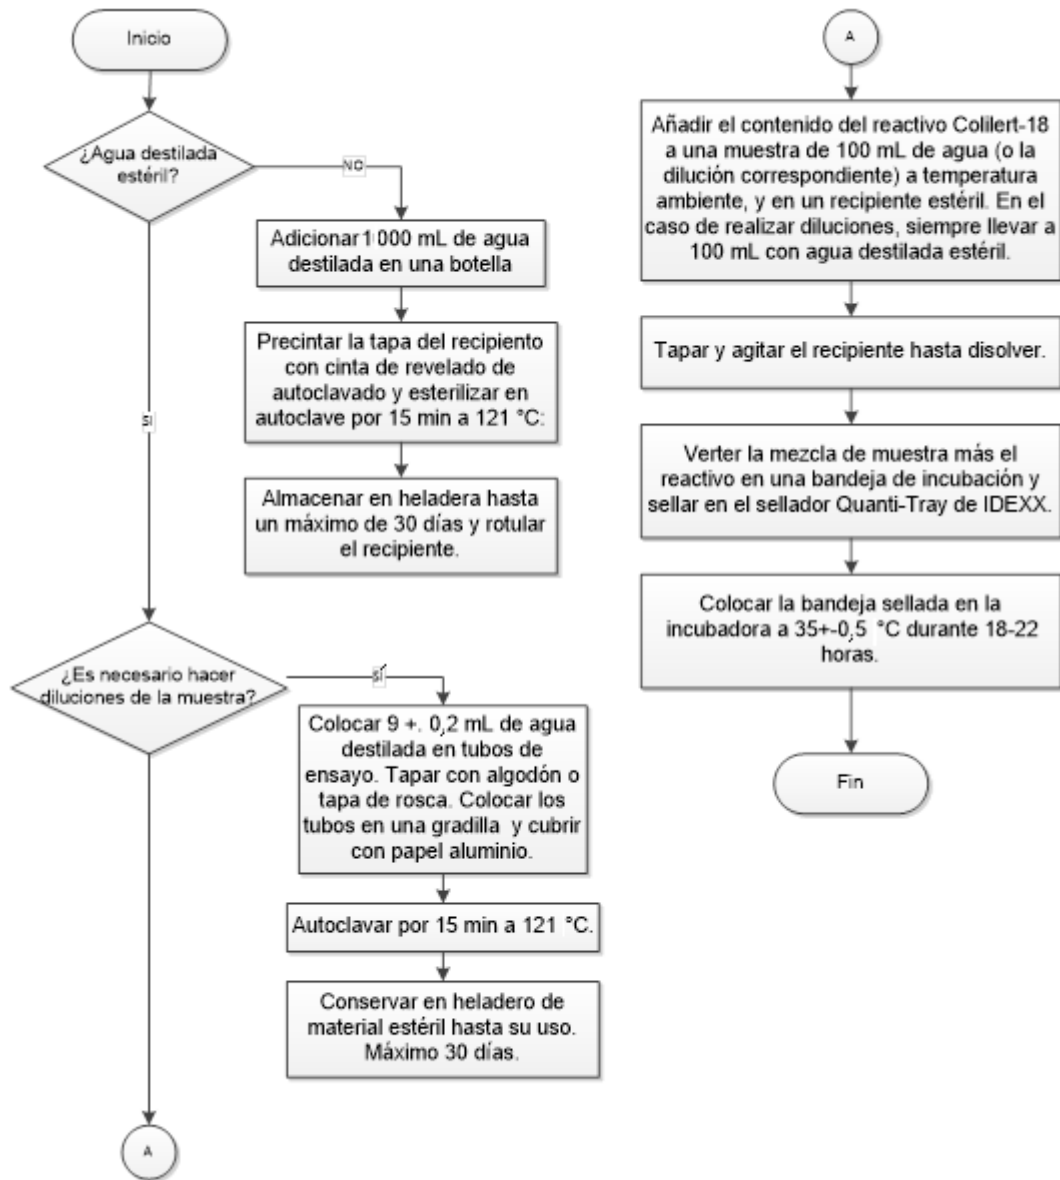 Inicio
¿Agua destilada
estéril?
NO
Adicionar 1 000 mL de agua
destilada en una botella
Precintar la tapa del recipiento
con cinta de revelado de
autoclavado y esterilizar en
autoclave por 15 min a 121 °C:
Almacenar en heladera hasta
un máximo de 30 días y rotular
el recipiente.
SI
¿Es necesario hacer
diluciones de la muestra?
sí
Colocar 9 +. 0,2 mL de agua
destilada en tubos de
ensayo. Tapar con algodón o
tapa de rosca. Colocar los
tubos en una gradilla y cubrir
con papel aluminio.
Autoclavar por 15 min a 121 °C.
Conservar en heladero de
material estéril hasta su uso.
Máximo 30 días.
A
A
Añadir el contenido del reactivo Colilert-18
a una muestra de 100 mL de agua (o la
dilución correspondiente) a temperatura
ambiente, y en un recipiente estéril. En el
caso de realizar diluciones, siempre llevar a
100 mL con agua destilada estéril.
Tapar y agitar el recipiente hasta disolver.
Verter la mezcla de muestra más el
reactivo en una bandeja de incubación y
sellar en el sellador Quanti-Tray de IDEXX.
Colocar la bandeja sellada en la
incubadora a 35+-0,5 °C durante 18-22
horas.
Fin